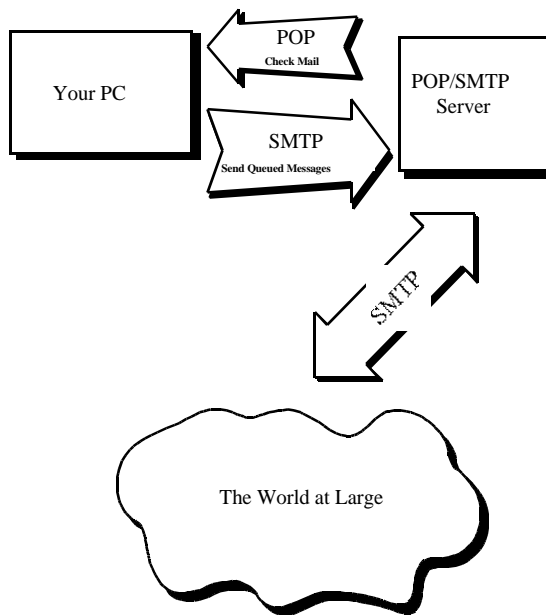 POP
Check Mail
Your PC
POP/SMTP
Server
SMTP
Send Queued Messages
SMTP
The World at Large